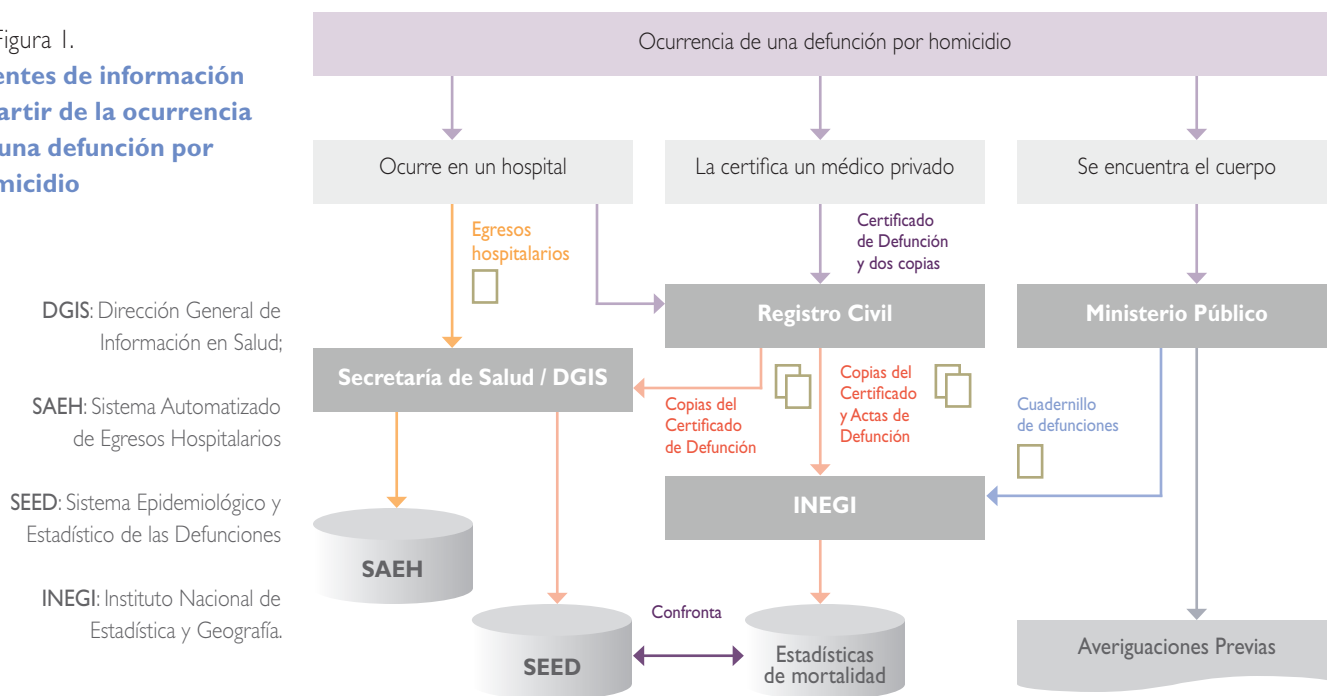 Figura 1.
entes de información
artir de la ocurrencia
una defunción por
micidio
DGIS: Dirección General de
Información en Salud;
SAEH: Sistema Automatizado
de Egresos Hospitalarios
SEED: Sistema Epidemiológico y
Estadístico de las Defunciones
INEGI: Instituto Nacional de
Estadística y Geografía.
Ocurrencia de una defunción por homicidio
Ocurre en un hospital
La certifica un médico privado
Se encuentra el cuerpo
Egresos
hospitalarios
Certificado
de Defunción
y dos copias
Registro Civil
Ministerio Público
Secretaría de Salud / DGIS
Copias del
Certificado
de Defunción
Copias del
Certificado
y Actas de
Defunción
Cuadernillo
de defunciones
INEGI
SAEH
Confronta
SEED
Estadísticas
de mortalidad
Averiguaciones Previas